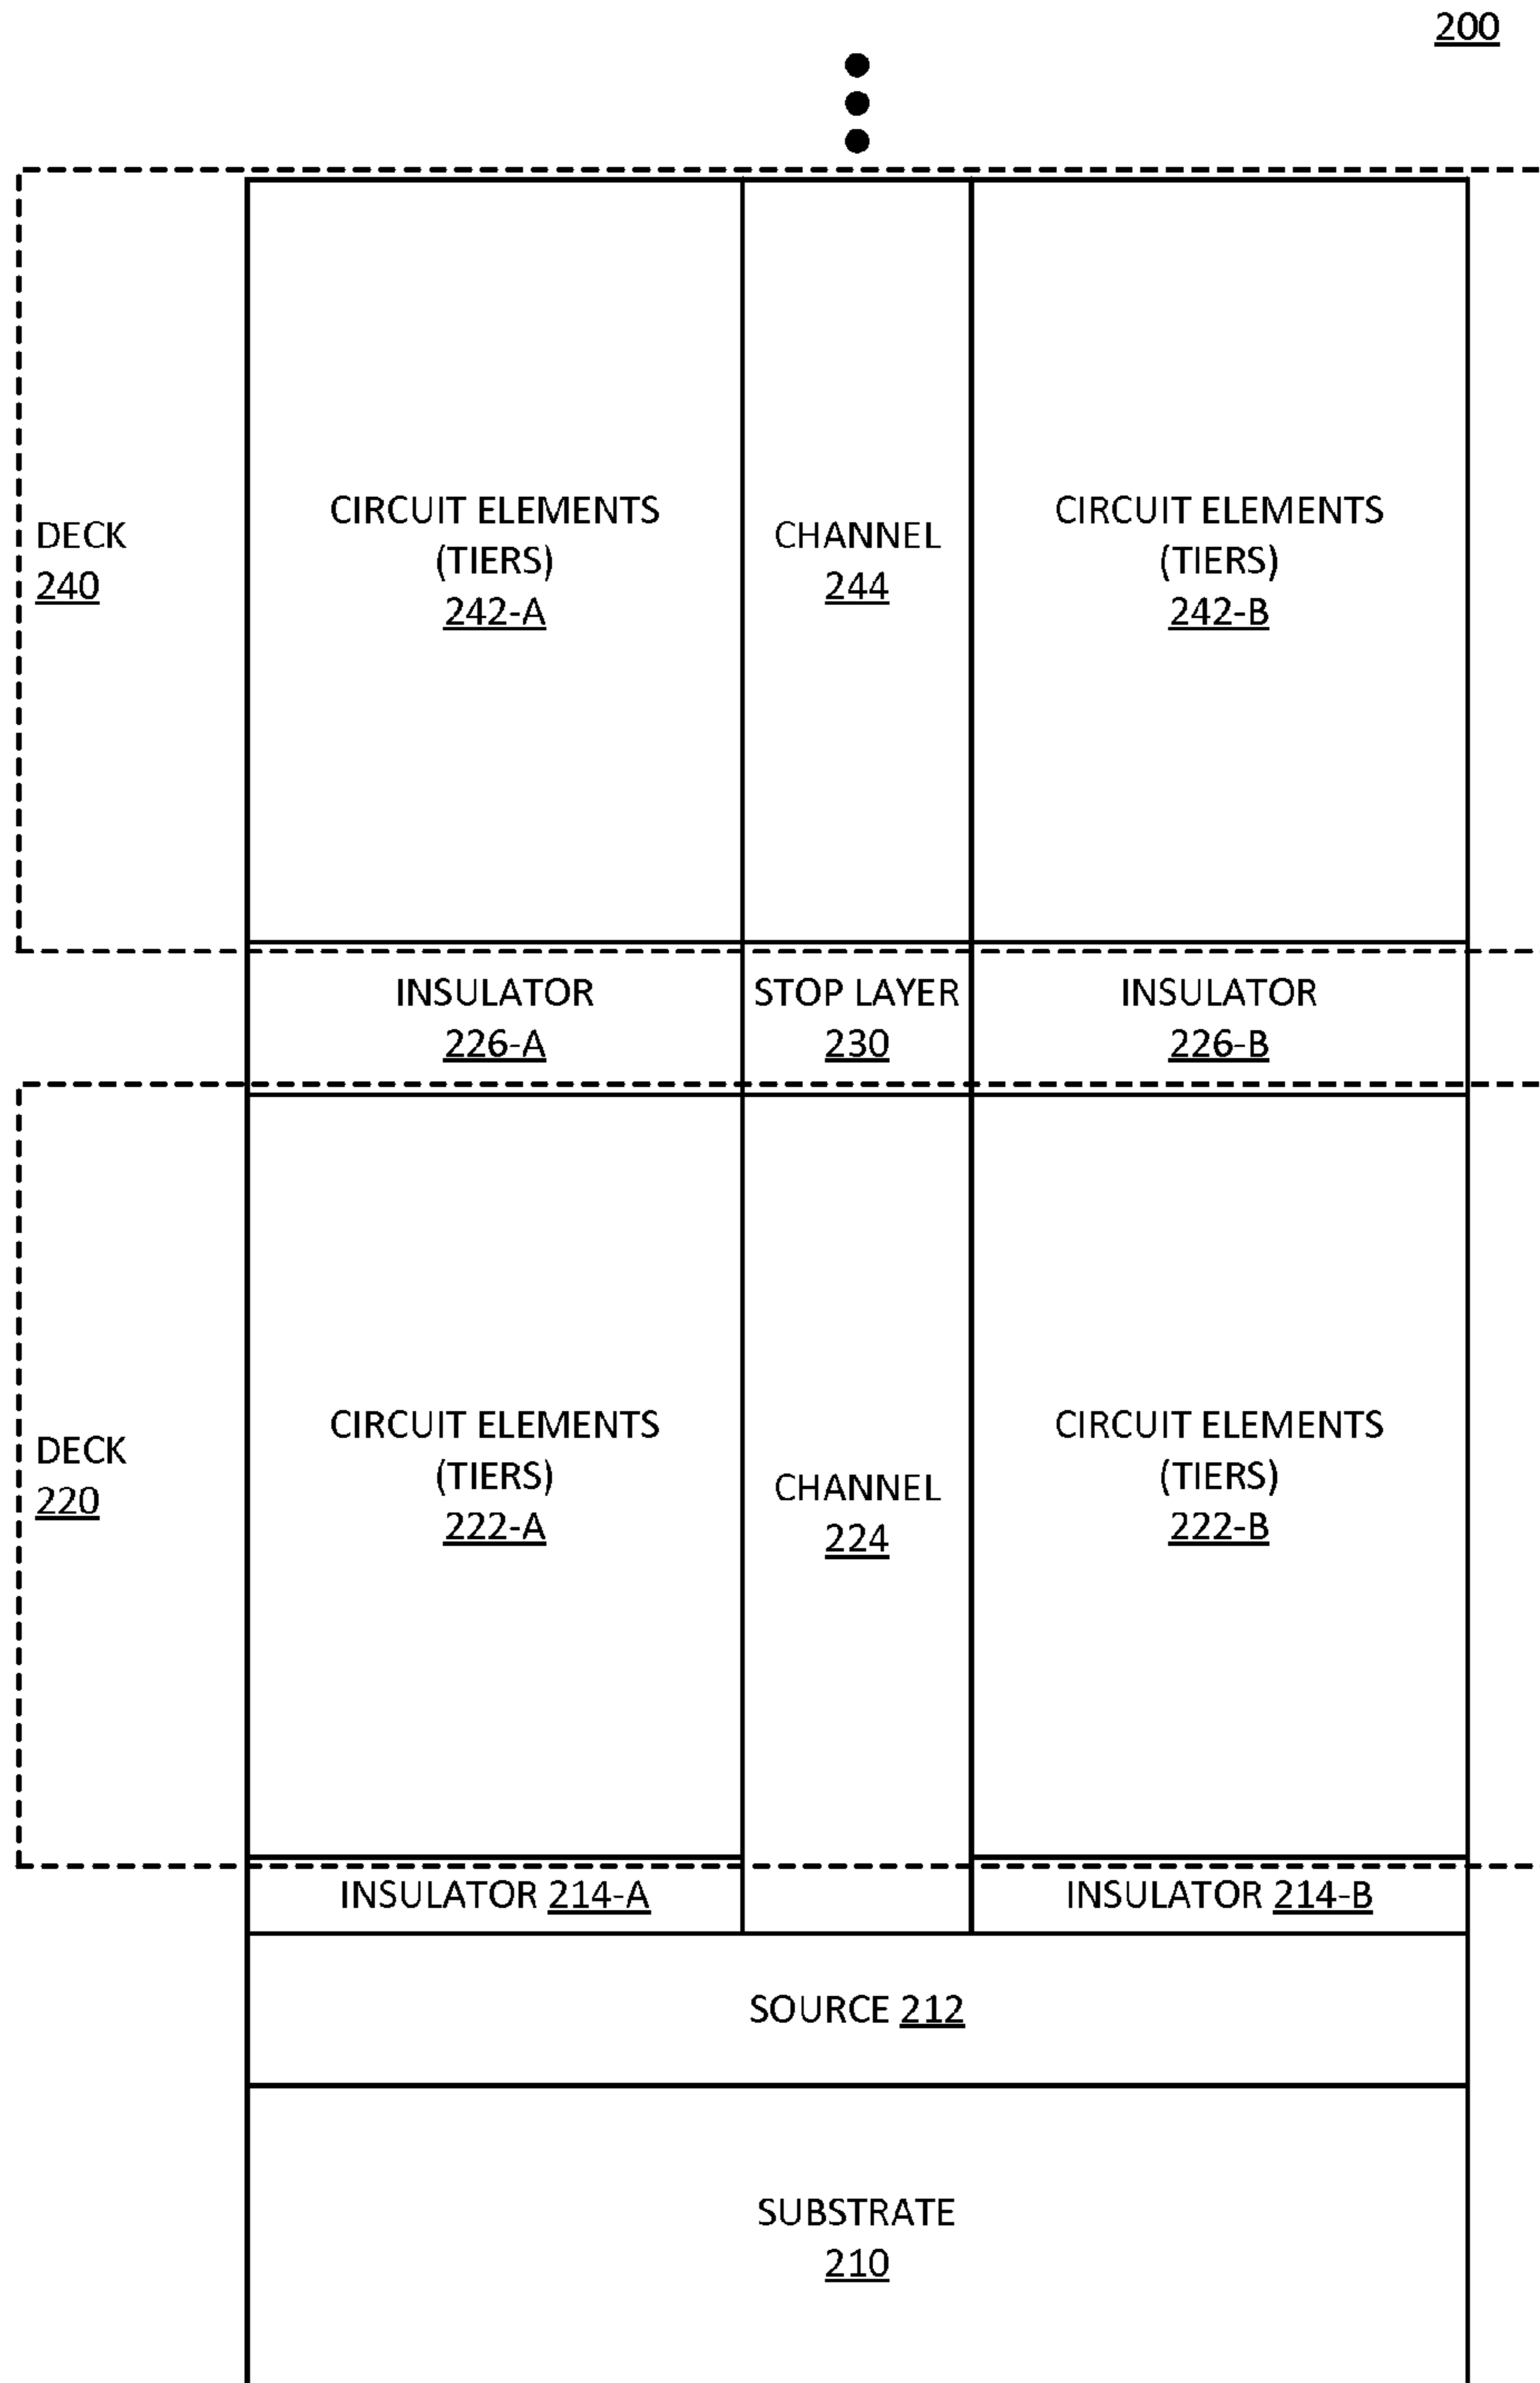 200
DECK
240
CIRCUIT ELEMENTS
(TIERS)
242-A
CHANNEL
244
CIRCUIT ELEMENTS
(TIERS)
242-B
INSULATOR
226-A
STOP LAYER
230
INSULATOR
226-B
DECK
220
CIRCUIT ELEMENTS
(TIERS)
222-A
CHANNEL
224
CIRCUIT ELEMENTS
(TIERS)
222-B
INSULATOR 214-A
INSULATOR 214-B
SOURCE 212
SUBSTRATE
210